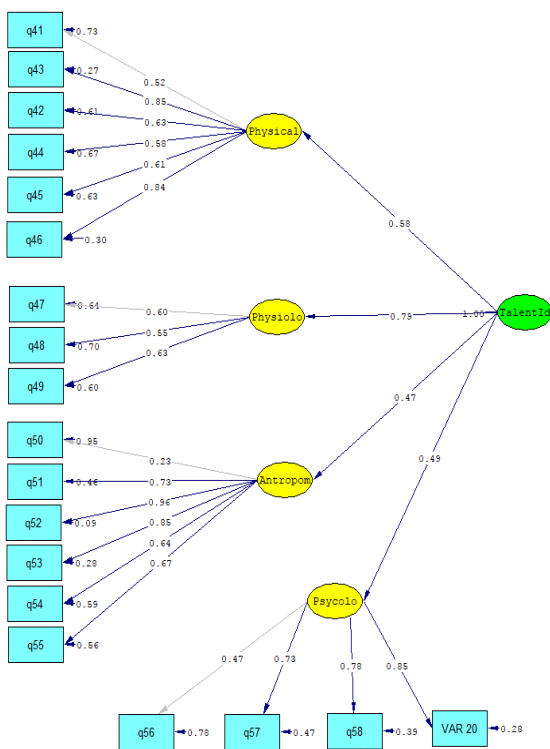 q41
0.73
q43
0.27
0.52
0.85
q42
0.61
0.63
Physical
q44
0.67
0.58
0.61
q45
0.63
0.84
q46
0.30
0.58
q47
0.64
0.60
Physiolo
0.79
1.00
TalentId
q48
0.70
0.55
0.63
q49
0.60
0.47
q50
0.95
0.23
q51
0.46
0.73
Antropom
0.49
0.96
q52
0.09
0.85
q53
0.28
0.64
q54
0.59
0.67
q55
0.56
Psycolo
0.47
0.73
0.78
0.85
q56
0.78
q57
0.47
q58
0.39
VAR 20
0.28